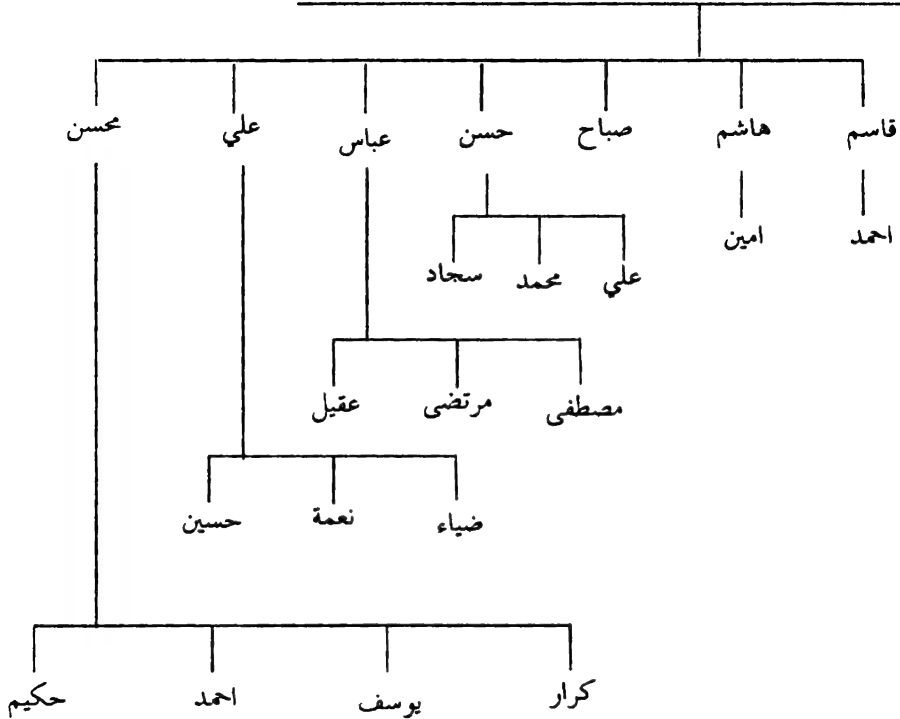 قاسم هاشم صباح حسن عباس علي محسن
احمد امين
علي محمد سجاد
مصطفى مرتضى عقيل
ضياء نعمة حسين
كرار يوسف احمد حكيم